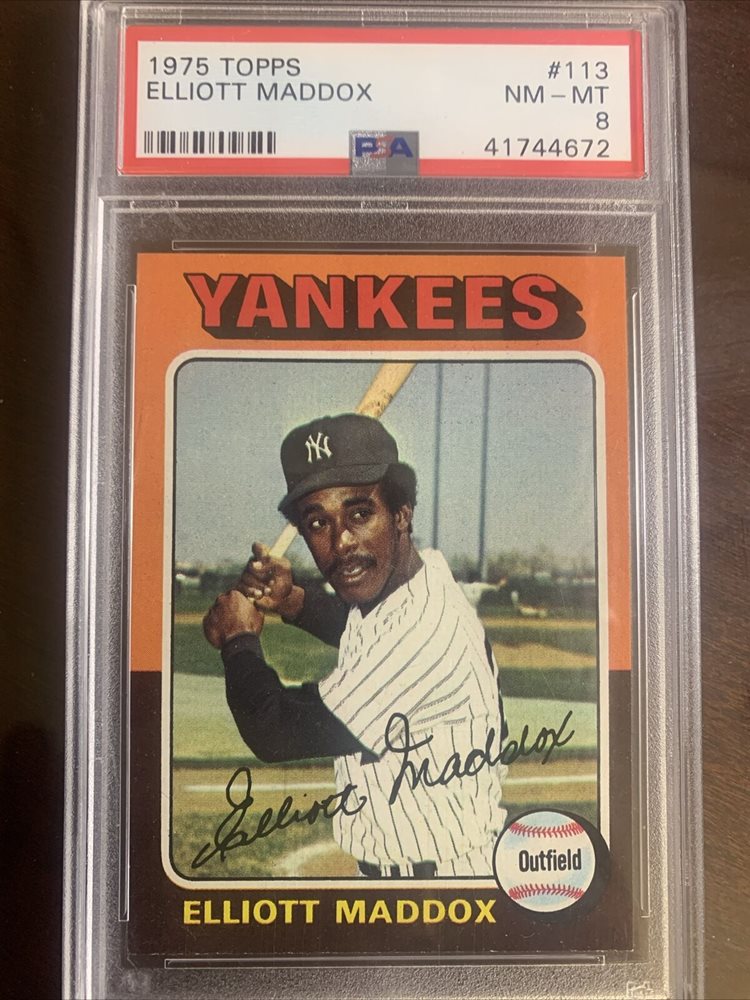 1975 TOPPS #113
ELLIOTT MADDOX NM – MT
8
PSA 41744672
YANKEES
NY
Elliott Maddox
Outfield
ELLIOTT MADDOX